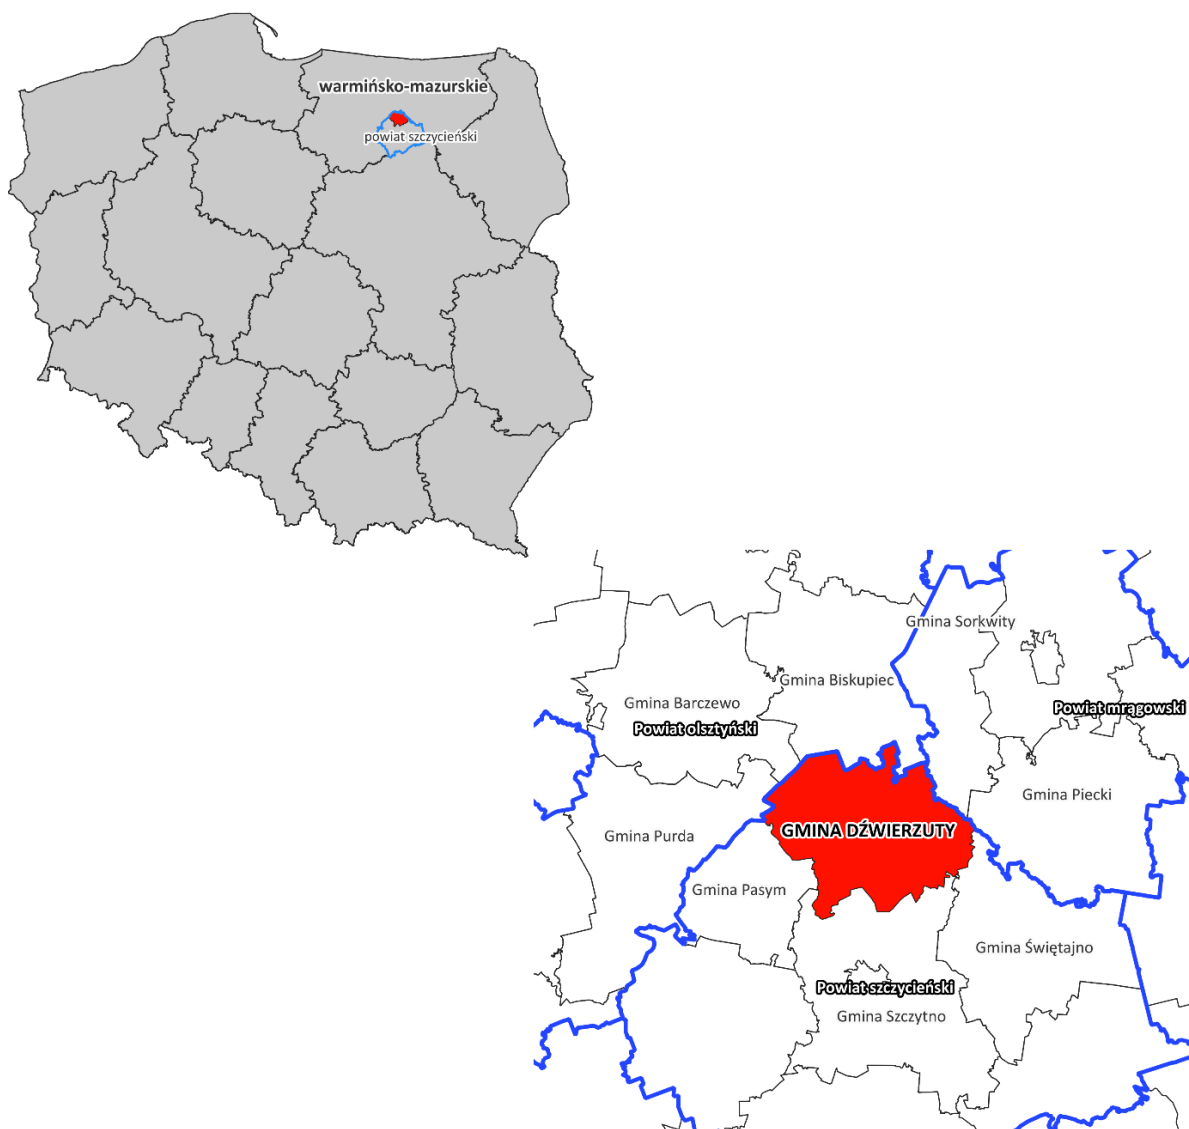 warmińsko-mazurskie
powiat szczycieński
Gmina Sorkwity
Gmina Biskupiec
Gmina Barczewo
Powiat mrągowski
Powiat olsztyński
Gmina Piecki
GMINA DŹWIERZUTY
Gmina Purda
Gmina Pasym
Gmina Świętajno
Powiat szczycieński
Gmina Szczytno